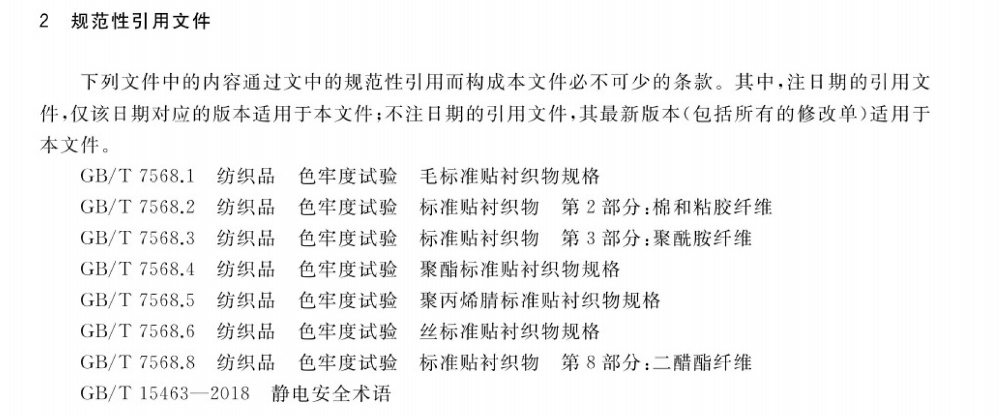 2 规范性引用文件
下列文件中的内容通过文中的规范性引用而构成本文件必不可少的条款。其中,注日期的引用文
件,仅该日期对应的版本适用于本文件;不注日期的引用文件,其最新版本(包括所有的修改单)适用于
本文件。
GB/T 7568.1 纺织品 色牢度试验 毛标准贴衬织物规格
GB/T 7568.2 纺织品 色牢度试验 标准贴衬织物 第2部分:棉和粘胶纤维
GB/T 7568.3 纺织品 色牢度试验 标准贴衬织物 第3部分:聚酰胺纤维
GB/T 7568.4 纺织品 色牢度试验 聚酯标准贴衬织物规格
GB/T 7568.5 纺织品 色牢度试验 聚丙烯腈标准贴衬织物规格
GB/T 7568.6 纺织品 色牢度试验 丝标准贴衬织物规格
GB/T 7568.8 纺织品 色牢度试验 标准贴衬织物 第8部分:二醋酯纤维
GB/T 15463—2018 静电安全术语